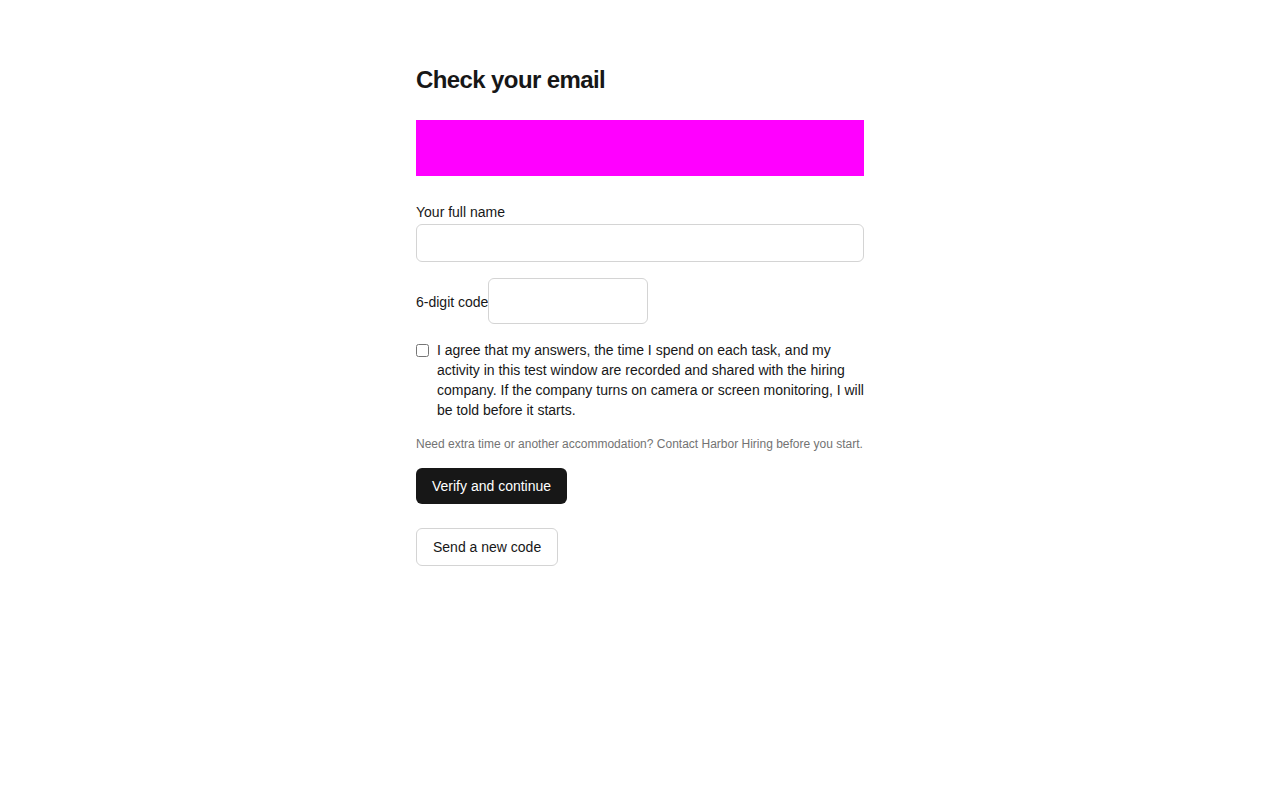 Check your email
Your full name
6-digit code
I agree that my answers, the time I spend on each task, and my
activity in this test window are recorded and shared with the hiring
company. If the company turns on camera or screen monitoring, I will
be told before it starts.
Need extra time or another accommodation? Contact Harbor Hiring before you start.
Verify and continue
Send a new code